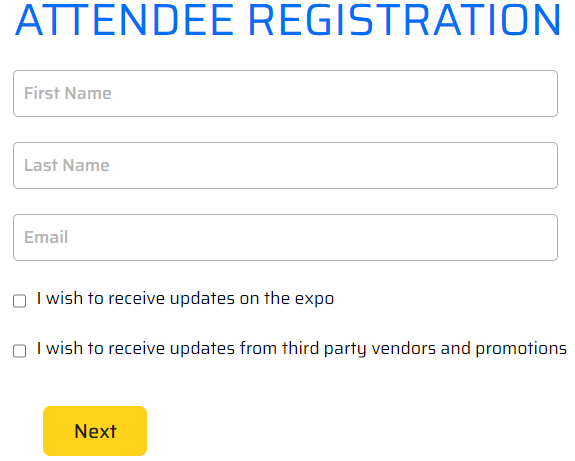 ATTENDEE REGISTRATION
First Name
Last Name
Email
I wish to receive updates on the expo
I wish to receive updates from third party vendors and promotions
Next